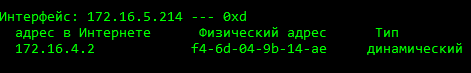 Интерфейс: 172.16.5.214 --- 0xd
адрес в Интернете Физический адрес Тип
172.16.4.2 f4-6d-04-9b-14-ae динамический